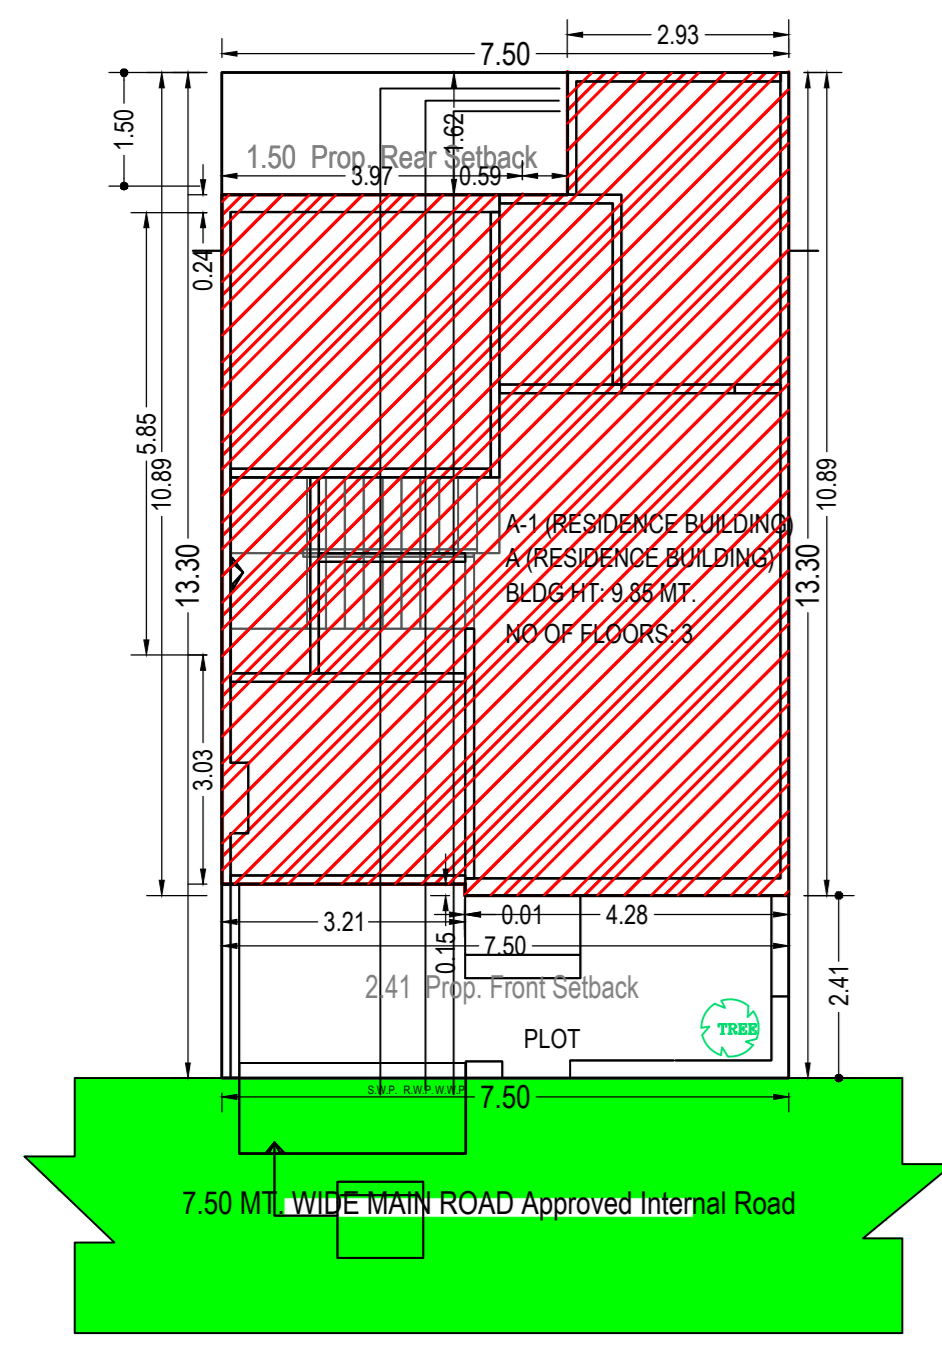 2.93
7.50
1.50
1.62
1.50 Prop. Rear Setback
3.97
0.59
0.24
5.85
10.89
10.89
A-1 (RESIDENCE BUILDING)
A (RESIDENCE BUILDING)
BLDG HT: 9.85 MT.
NO OF FLOORS: 3
13.30
13.30
3.03
3.21
0.01
4.28
0.15
7.50
2.41
2.41 Prop. Front Setback
TREE
PLOT
S.W.P. R.W.P. W.W.P.
7.50
7.50 MT. WIDE MAIN ROAD Approved Internal Road